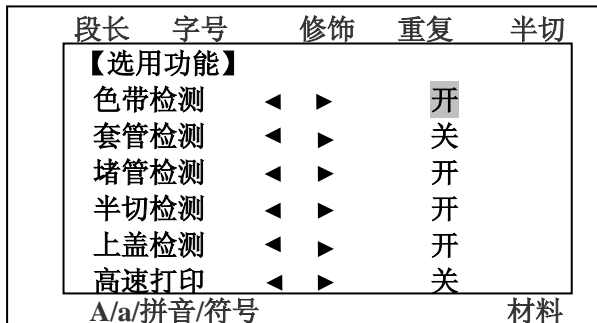 段长 字号 修饰 重复 半切
【选用功能】
色带检测 ◄ ► 开
套管检测 ◄ ► 关
堵管检测 ◄ ► 开
半切检测 ◄ ► 开
上盖检测 ◄ ► 开
高速打印 ◄ ► 关
A/a/拼音/符号 材料